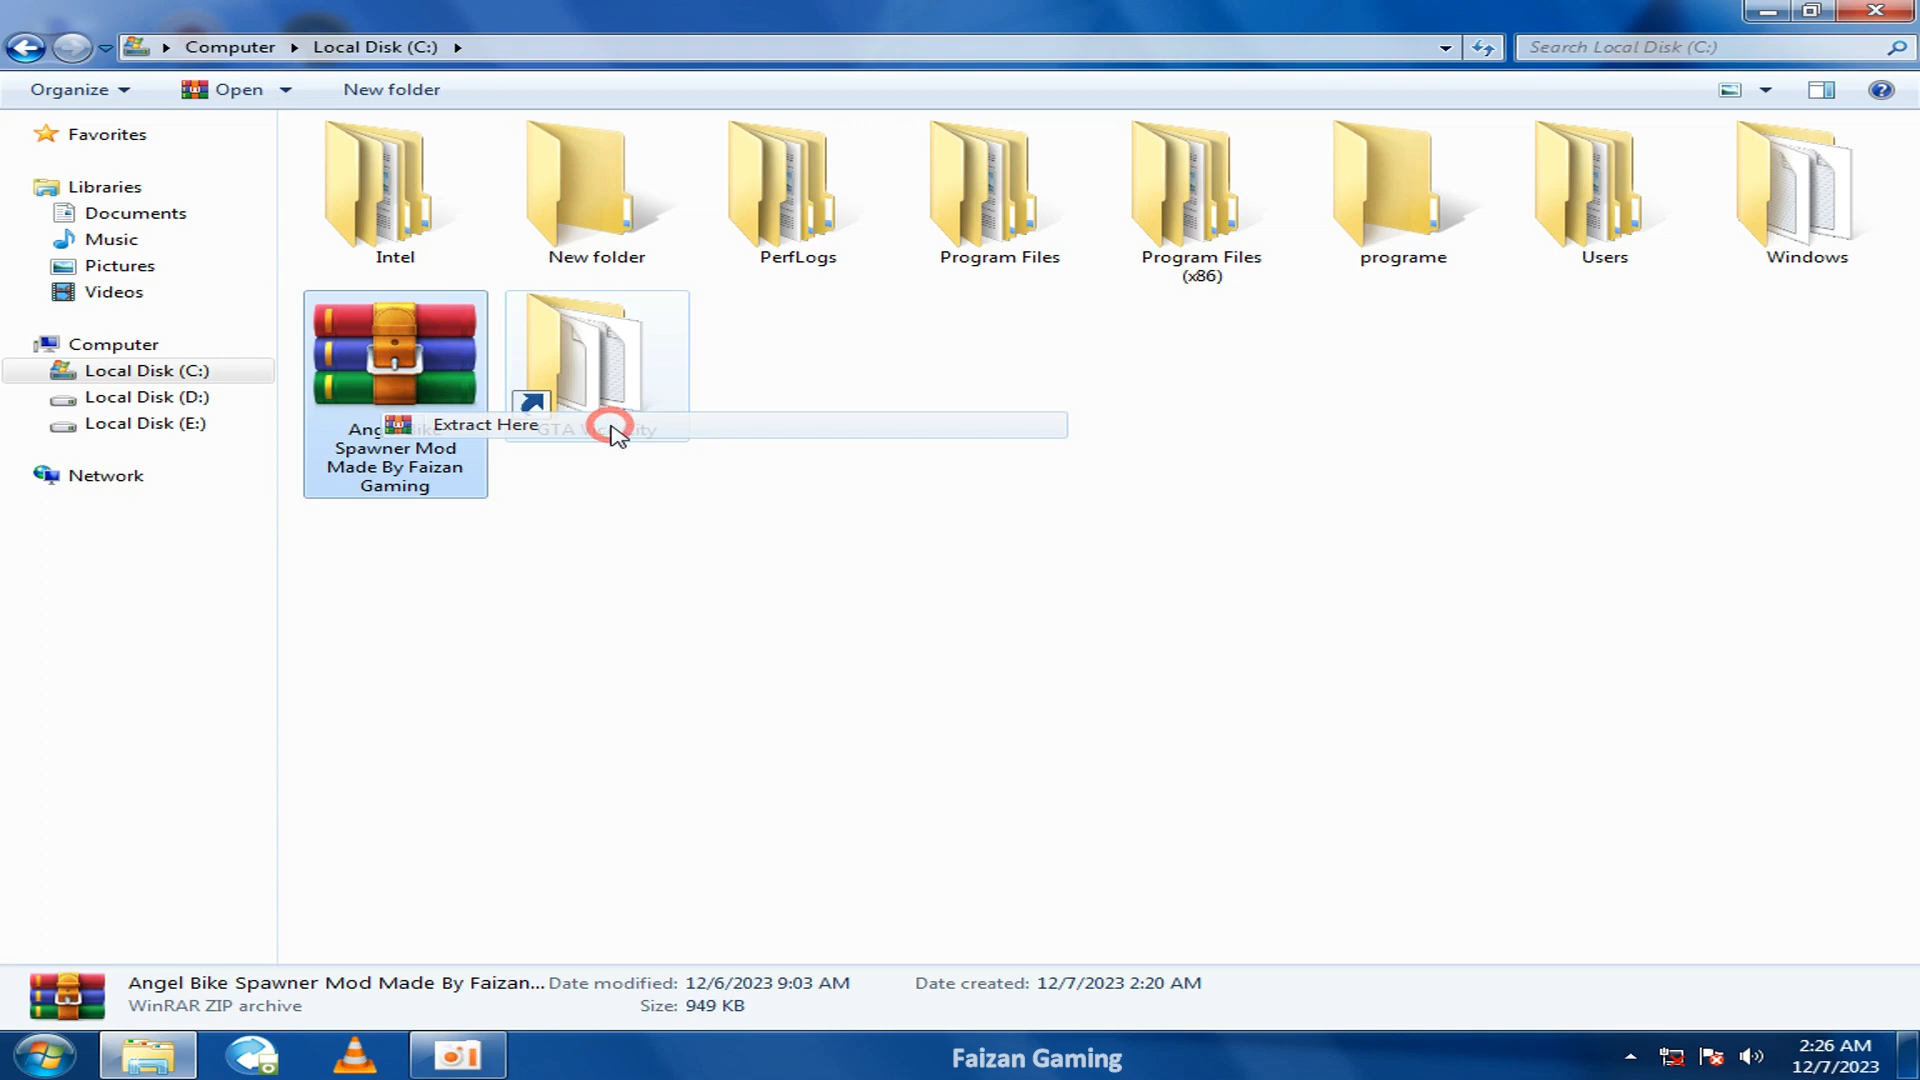 Computer
Local Disk (C:)
Search Local Disk (C:)
Organize
Open
New folder
Favorites
Libraries
Documents
Music
Pictures
Videos
Computer
Local Disk (C:)
Local Disk (D:)
Local Disk (E:)
Network
Intel
New folder
PerfLogs
Program Files
Program Files
(x86)
programe
Users
Windows
Extract Here
Spawner Mod
Made By Faizan
Gaming
GTA
Angel Bike Spawner Mod Made By Faizan...
Date modified: 12/6/2023 9:03 AM
Date created: 12/7/2023 2:20 AM
WinRAR ZIP archive
Size: 949 KB
Faizan Gaming
2:26 AM
12/7/2023